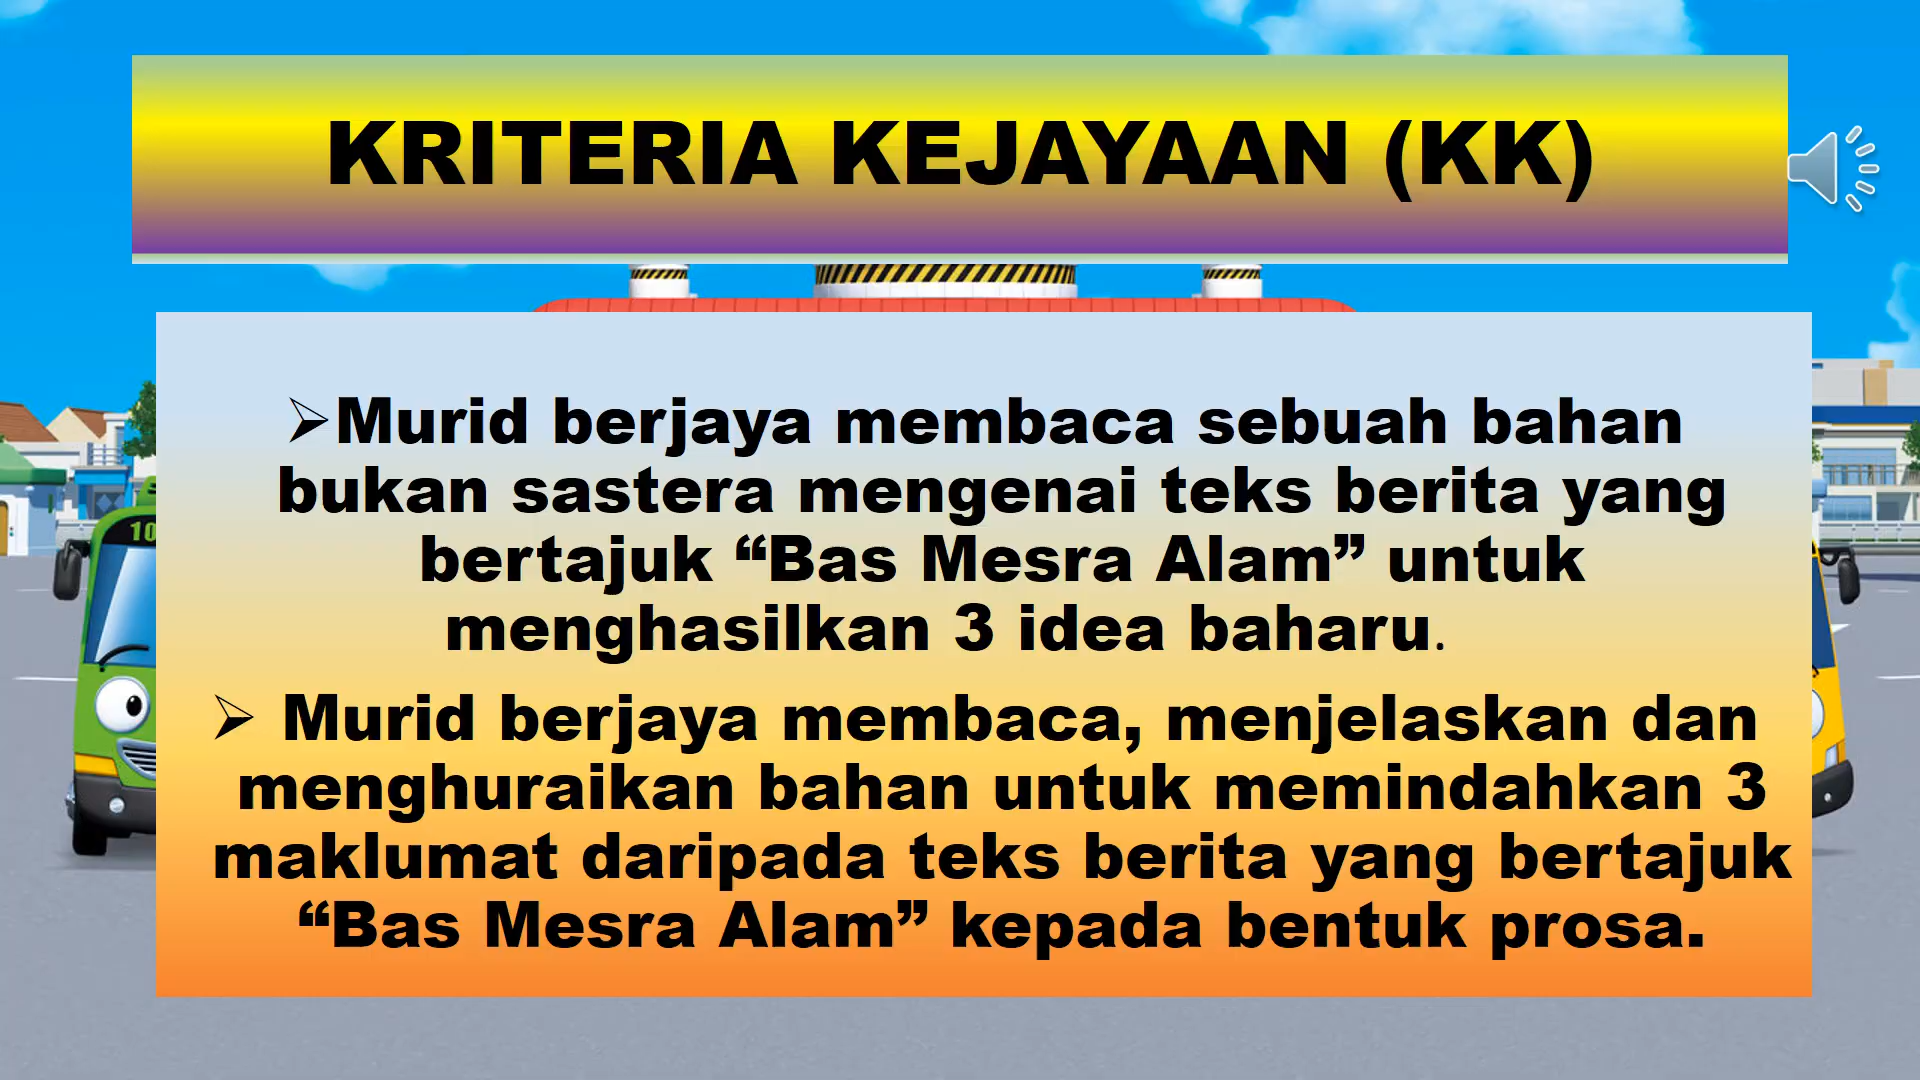 KRITERIA KEJAYAAN (KK)
➢Murid berjaya membaca sebuah bahan
bukan sastera mengenai teks berita yang
bertajuk “Bas Mesra Alam” untuk
menghasilkan 3 idea baharu.
➢ Murid berjaya membaca, menjelaskan dan
menghuraikan bahan untuk memindahkan 3
maklumat daripada teks berita yang bertajuk
“Bas Mesra Alam” kepada bentuk prosa.
10